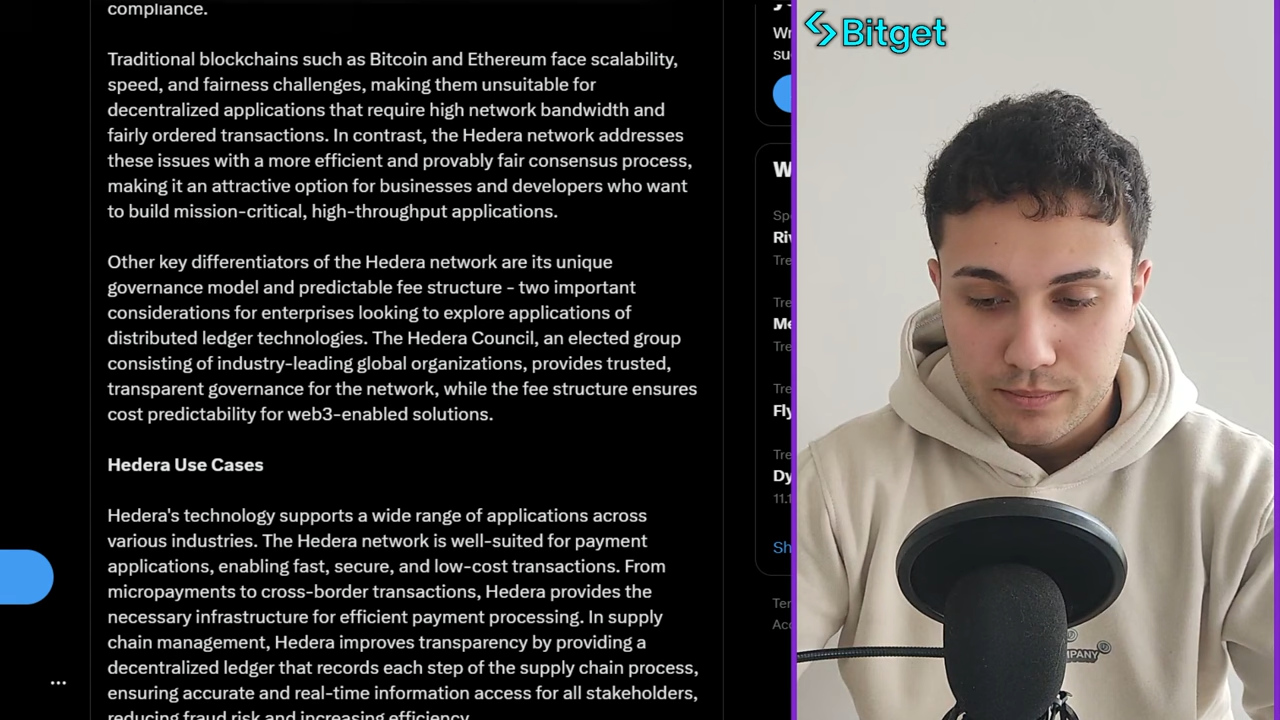 compliance.
Traditional blockchains such as Bitcoin and Ethereum face scalability,
speed, and fairness challenges, making them unsuitable for
decentralized applications that require high network bandwidth and
fairly ordered transactions. In contrast, the Hedera network addresses
these issues with a more efficient and provably fair consensus process,
making it an attractive option for businesses and developers who want
to build mission-critical, high-throughput applications.
Other key differentiators of the Hedera network are its unique
governance model and predictable fee structure - two important
considerations for enterprises looking to explore applications of
distributed ledger technologies. The Hedera Council, an elected group
consisting of industry-leading global organizations, provides trusted,
transparent governance for the network, while the fee structure ensures
cost predictability for web3-enabled solutions.
Hedera Use Cases
Hedera's technology supports a wide range of applications across
various industries. The Hedera network is well-suited for payment
applications, enabling fast, secure, and low-cost transactions. From
micropayments to cross-border transactions, Hedera provides the
necessary infrastructure for efficient payment processing. In supply
chain management, Hedera improves transparency by providing a
decentralized ledger that records each step of the supply chain process,
ensuring accurate and real-time information access for all stakeholders,
reducing fraud risk and increasing efficiency.
Bitget